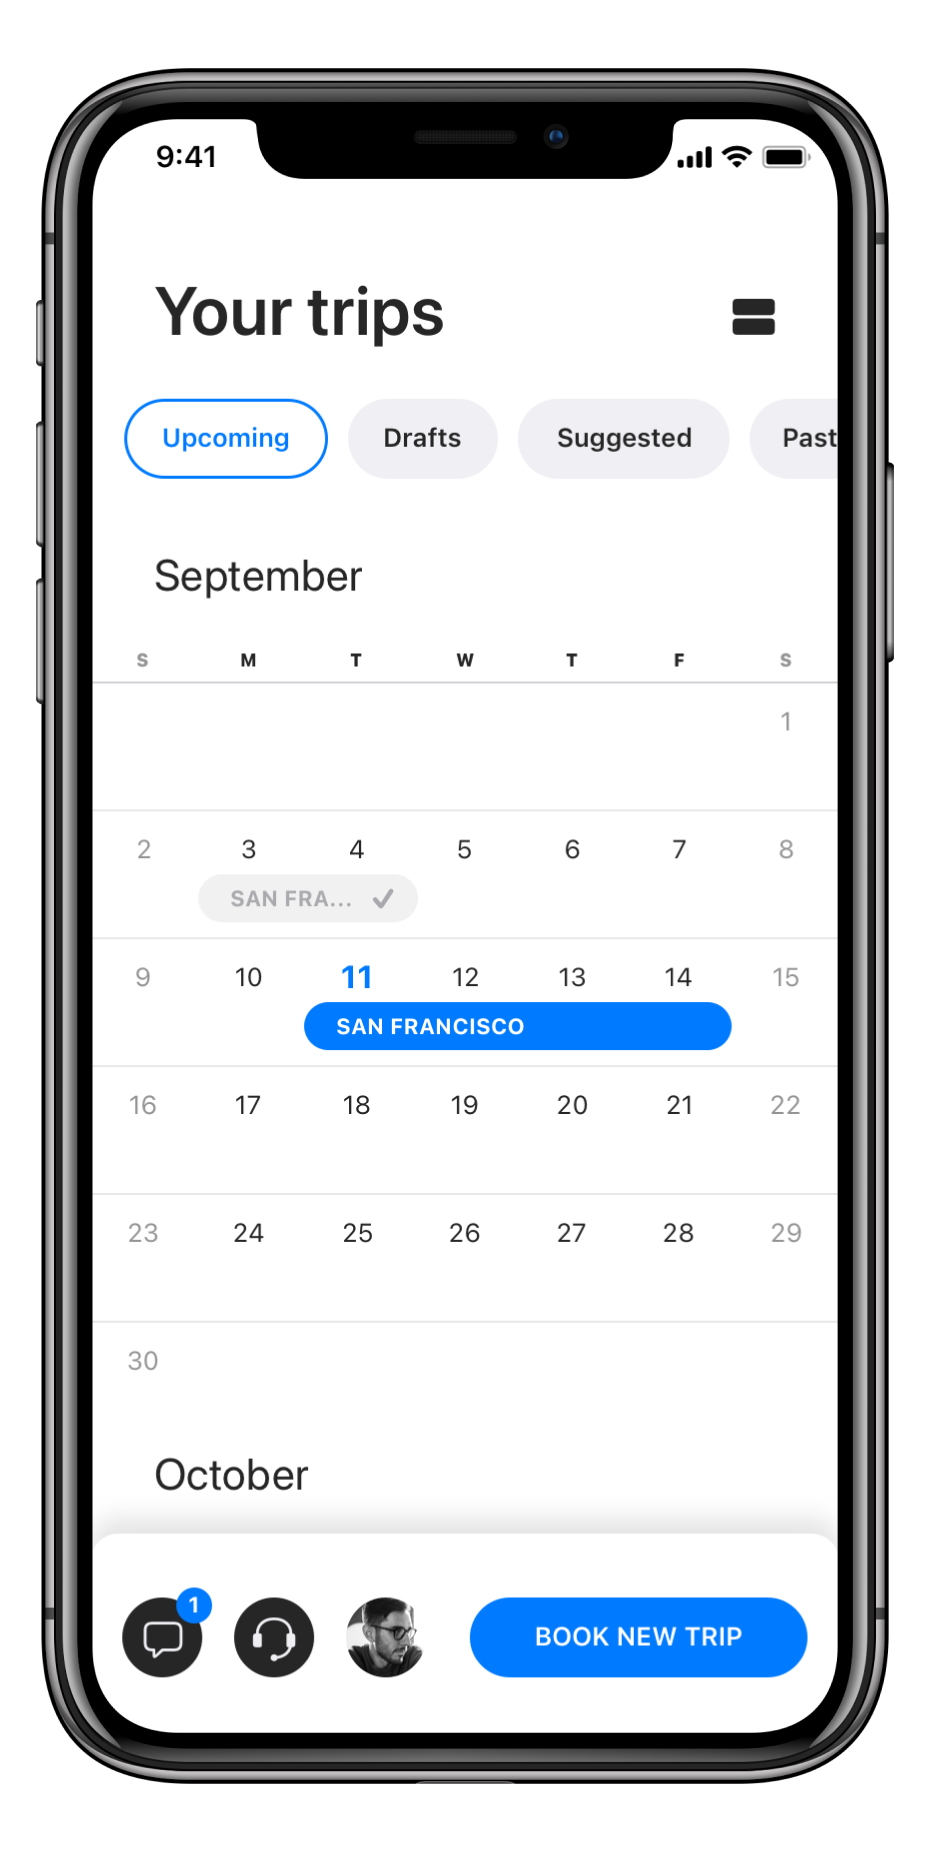 9:41
Your trips
Upcoming Drafts Suggested Past
September
S M T W T F S
1
2 3 4 5 6 7 8
SAN FRA...
9 10 11 12 13 14 15
SAN FRANCISCO
16 17 18 19 20 21 22
23 24 25 26 27 28 29
30
October
1
BOOK NEW TRIP